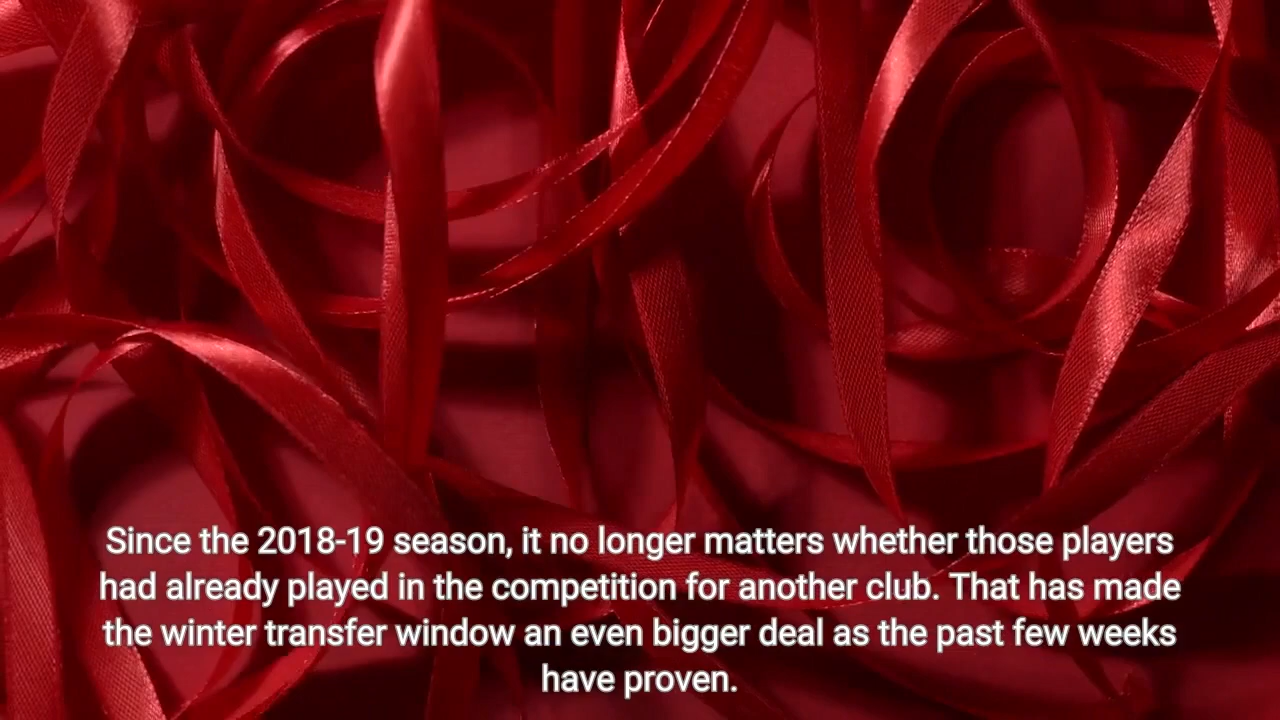 Since the 2018-19 season, it no longer matters whether those players
had already played in the competition for another club. That has made
the winter transfer window an even bigger deal as the past few weeks
have proven.